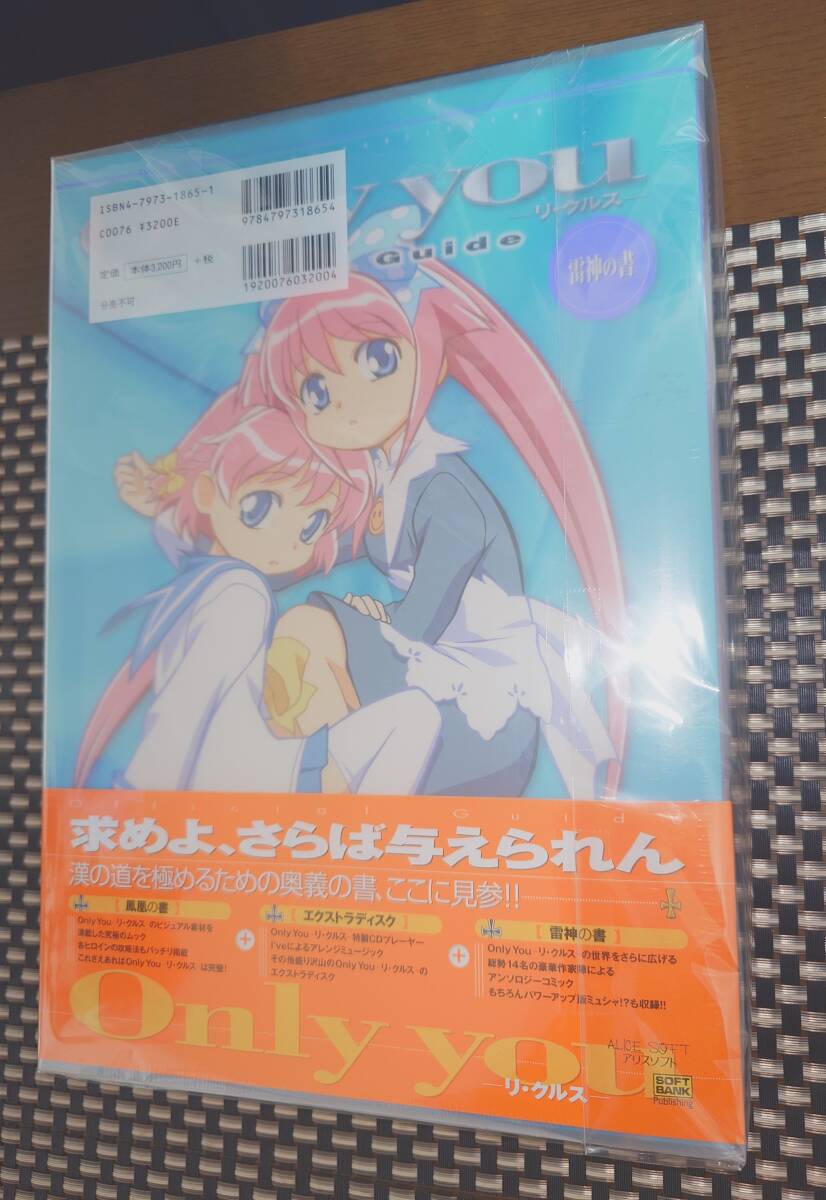 ISBN4-7973-1865-1
C0076 ¥3200E
定価 本体3,200円 +税
分売不可
9784797318654
1920076032004
y you
リ・クルス
Guide
雷神の書
Official Guid
求めよ、さらば与えられん
漢の道を極めるための奥義の書、ここに見参!!
[鳳凰の書]
Only You -リ・クルス- のビジュアル素材を
満載した究極のムック
各ヒロインの攻略法もバッチリ掲載
これさえあればOnly You -リ・クルス- は完璧!
+
[エクストラディスク]
Only You -リ・クルス- 特製CDプレーヤー
I'veによるアレンジミュージック
その他盛り沢山のOnly You -リ・クルス- の
エクストラディスク
+
[雷神の書]
Only You -リ・クルス- の世界をさらに広げる
総勢14名の豪華作家陣による
アンソロジーコミック
もちろんパワーアップ版ミュシャ!?も収録!!
Only you
リ・クルス
ALICE SOFT
アリスソフト
SOFT
BANK
Publishing